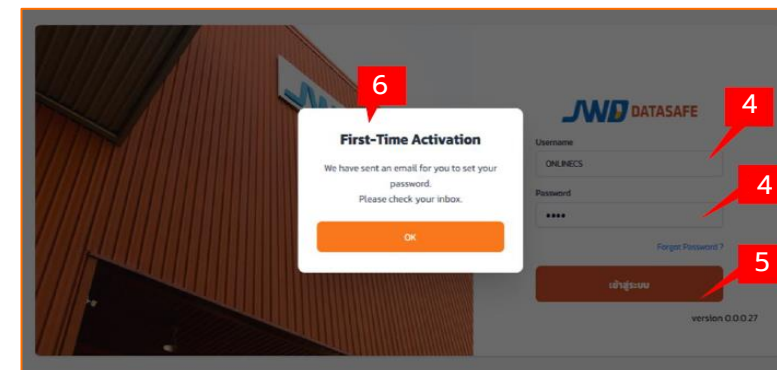 6
First-Time Activation
We have sent an email for you to set your
password.
Please check your inbox.
OK
JWD DATASAFE
4
Username
ONLINECS
4
Password
••••
Forgot Password ?
5
เข้าสู่ระบบ
version 0.0.0.27